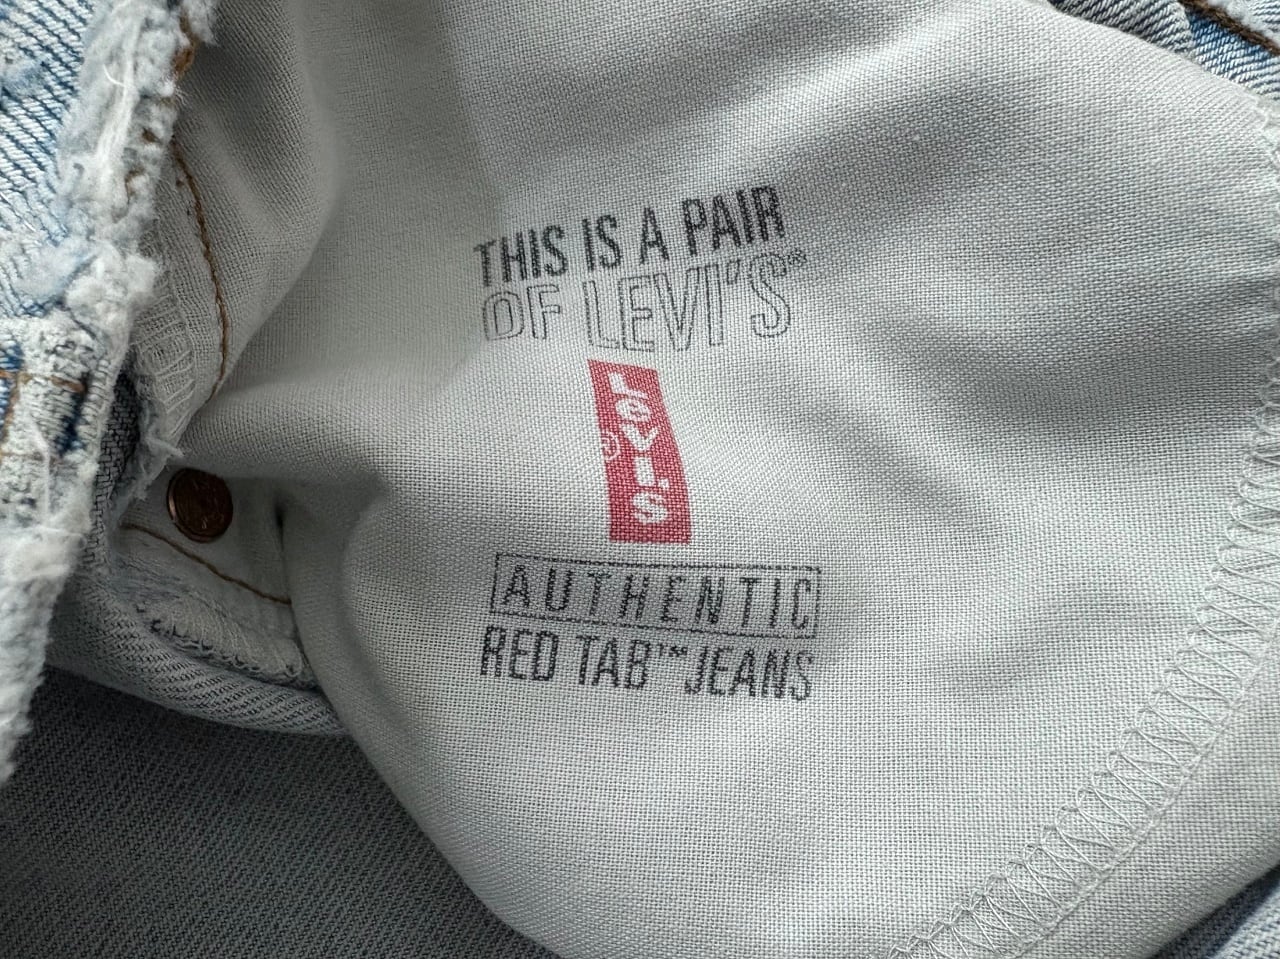 THIS IS A PAIR
OF LEVI'S®
LeVI'S
®
AUTHENTIC
RED TAB™ JEANS